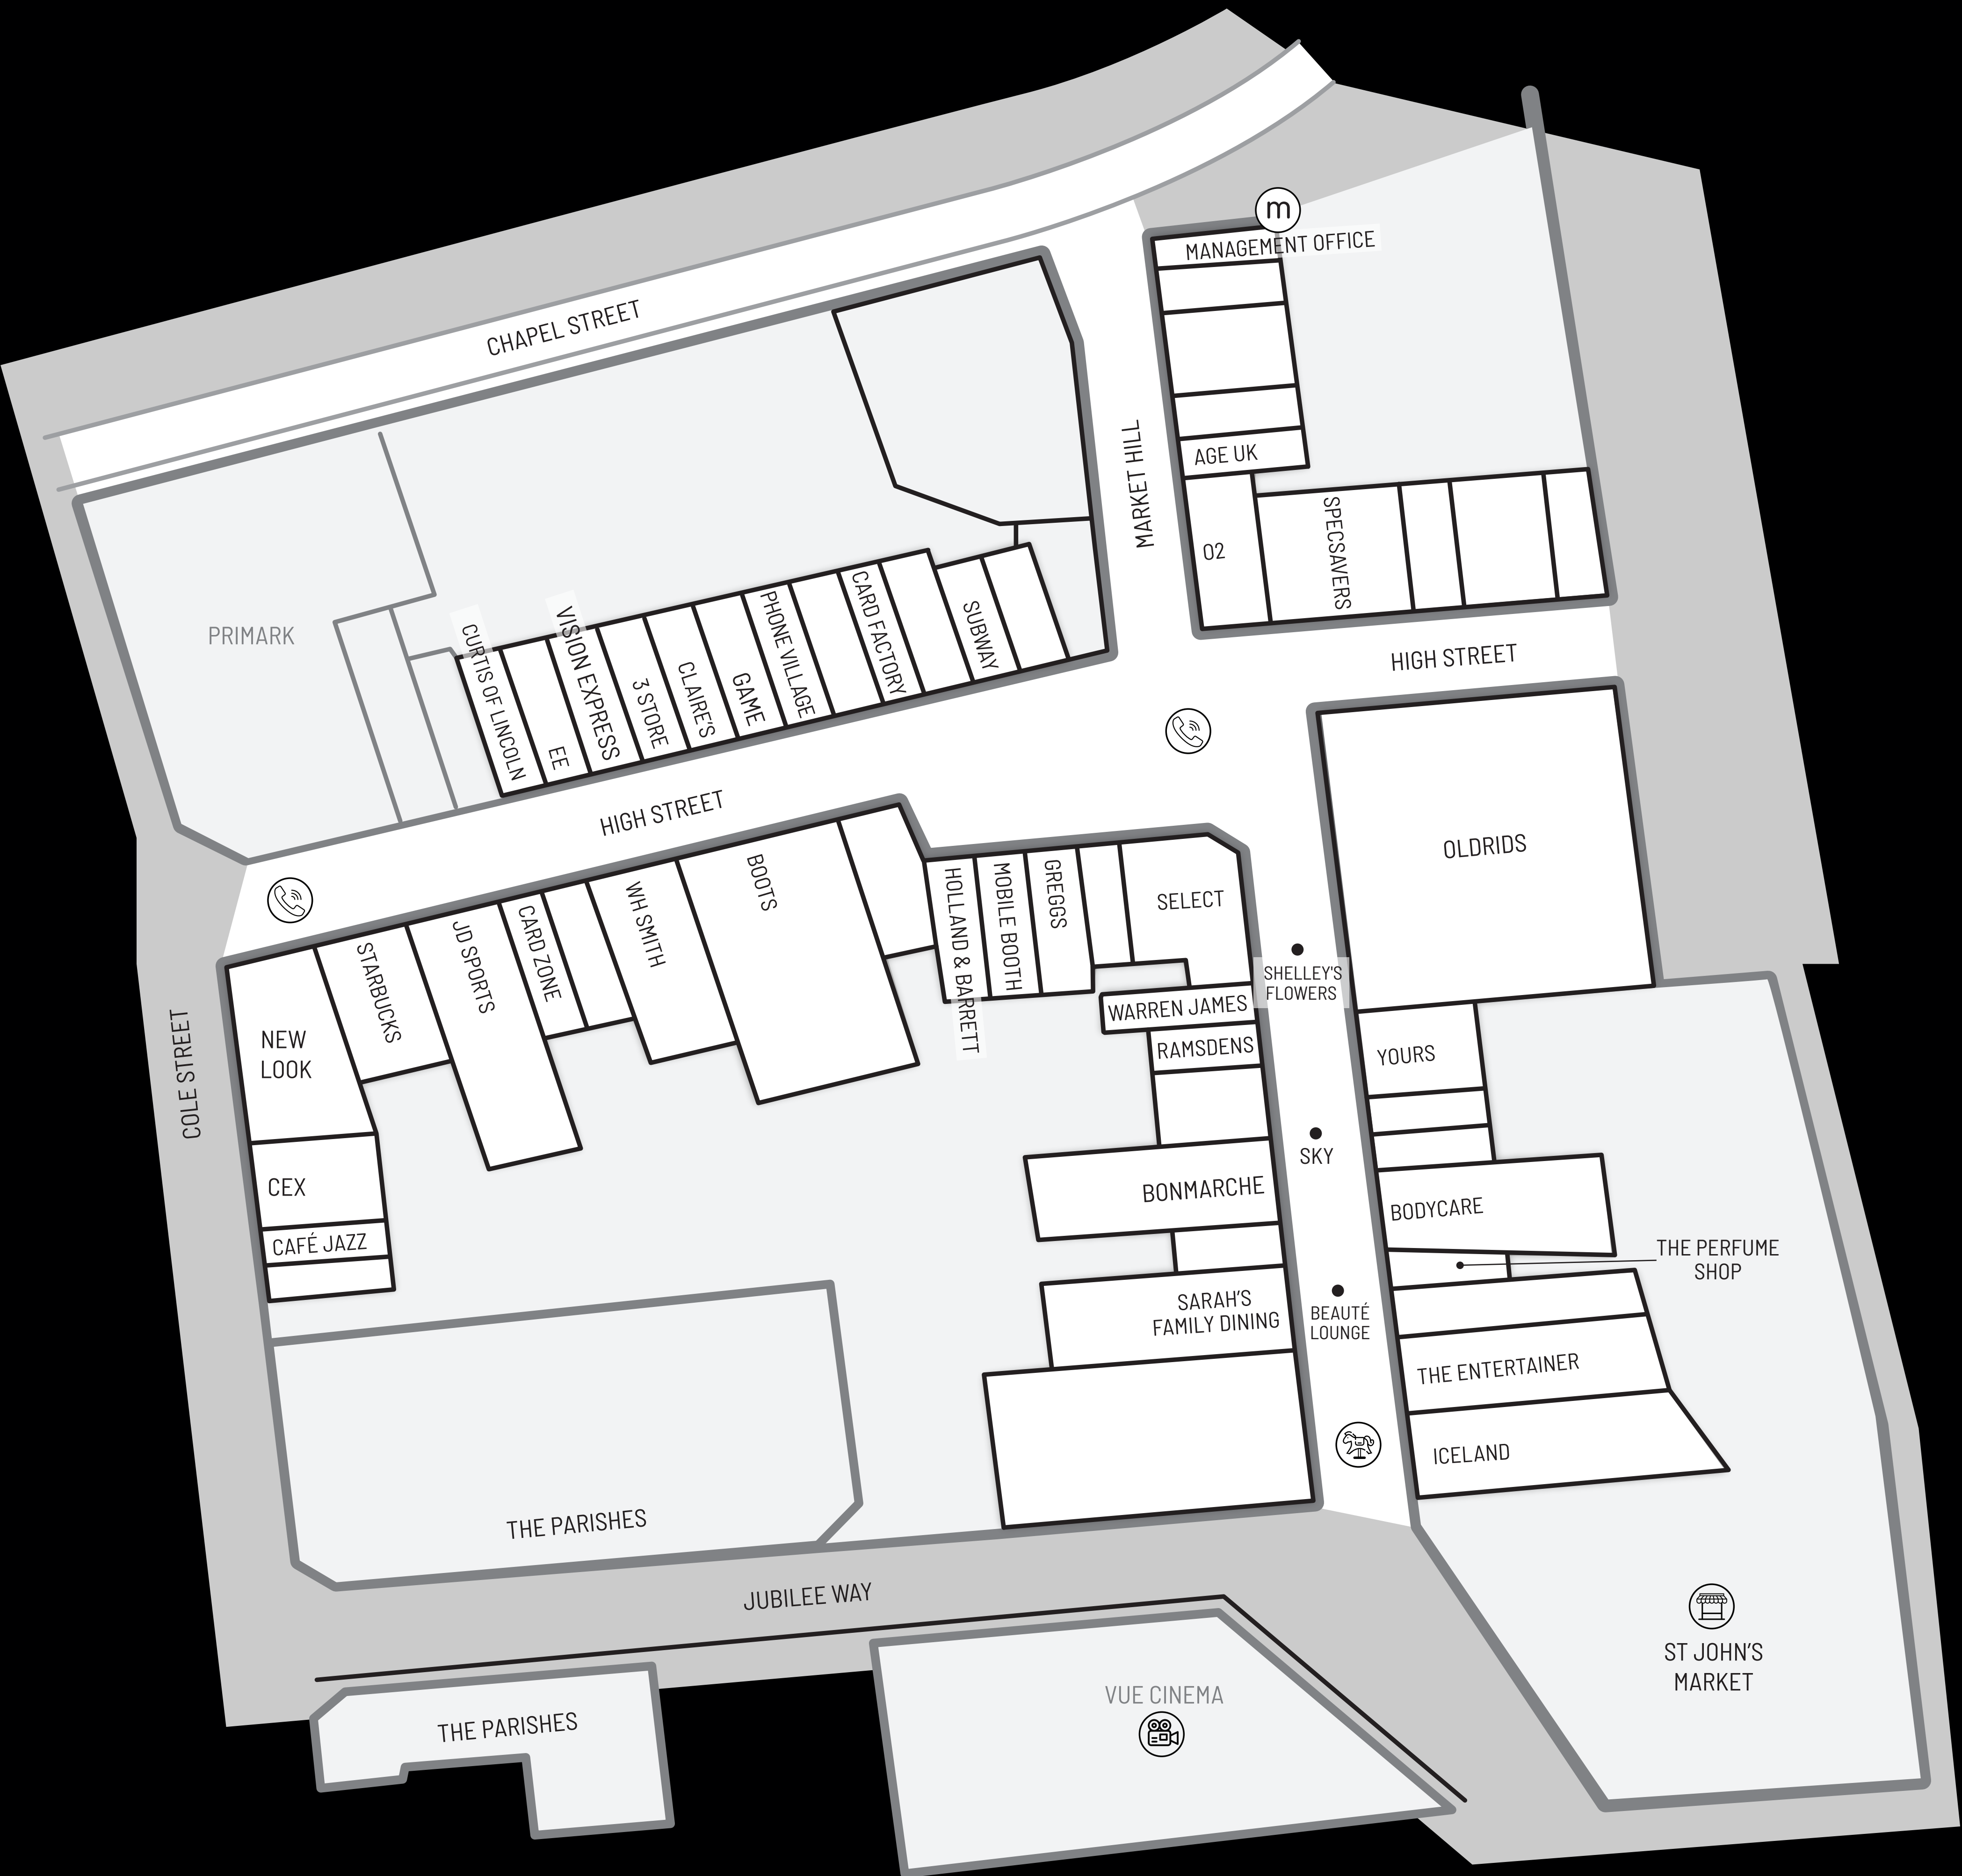 m
MANAGEMENT OFFICE
CHAPEL STREET
MARKET HILL
AGE UK
O2
SPECSAVERS
PRIMARK
CURTIS OF LINCOLN
EE
VISION EXPRESS
3 STORE
CLAIRE'S
GAME
PHONE VILLAGE
CARD FACTORY
SUBWAY
HIGH STREET
HIGH STREET
OLDRIDS
NEW
LOOK
STARBUCKS
JD SPORTS
CARD ZONE
WH SMITH
BOOTS
HOLLAND & BARRETT
MOBILE BOOTH
GREGGS
SELECT
COLE STREET
SHELLEY'S
FLOWERS
WARREN JAMES
RAMSDENS
YOURS
SKY
CEX
CAFÉ JAZZ
BONMARCHE
BODYCARE
THE PERFUME
SHOP
SARAH'S
FAMILY DINING
BEAUTÉ
LOUNGE
THE ENTERTAINER
ICELAND
THE PARISHES
JUBILEE WAY
ST JOHN'S
MARKET
THE PARISHES
VUE CINEMA